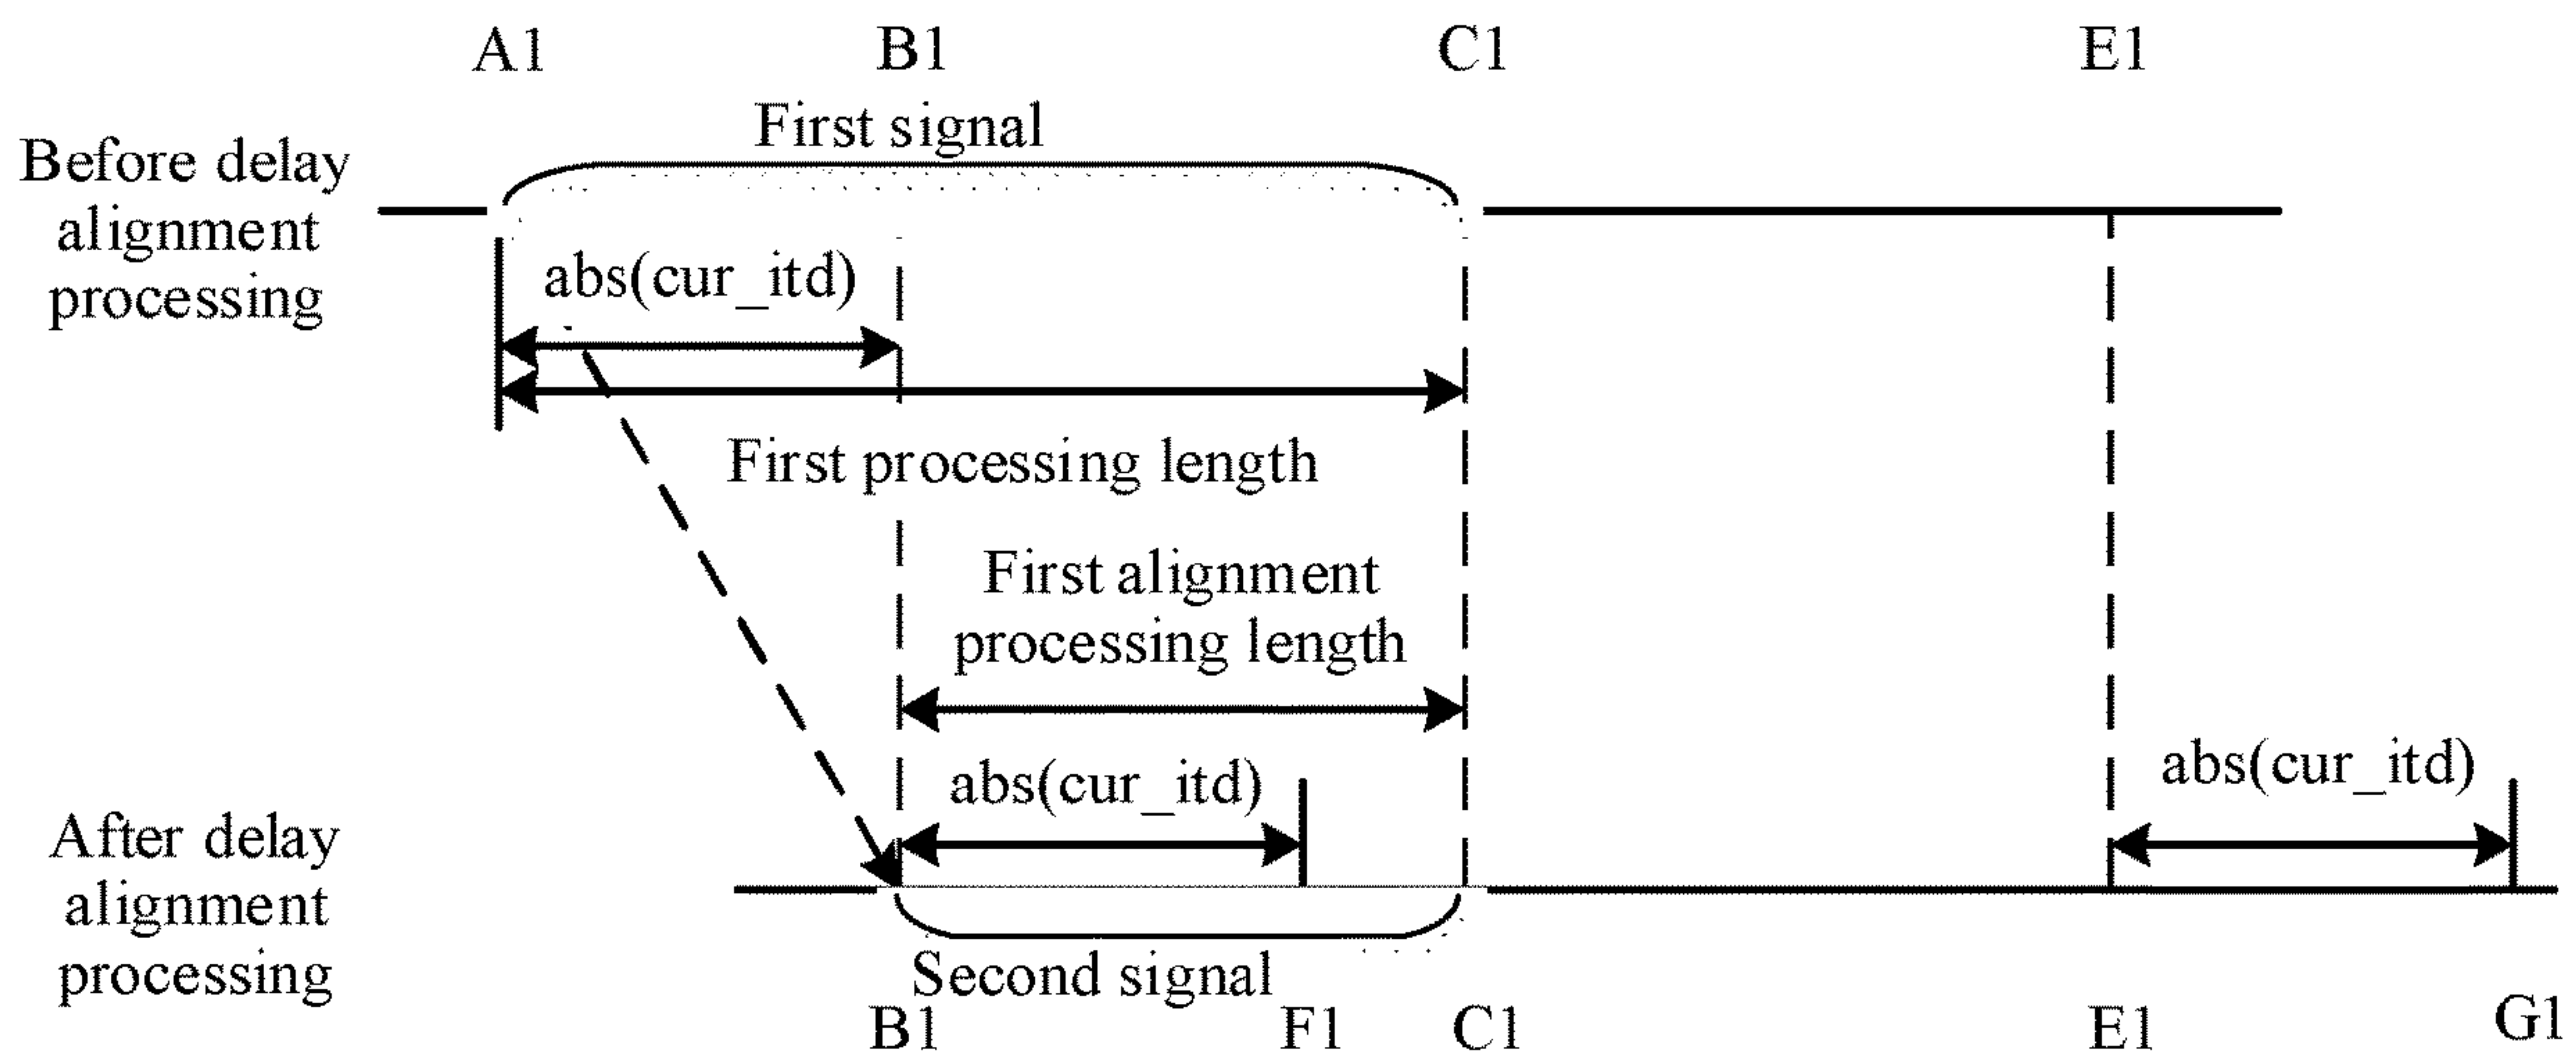 A1 B1 C1 E1
First signal
Before delay
alignment
processing
abs(cur_itd)
First processing length
First alignment
processing length
abs(cur_itd) abs(cur_itd)
After delay
alignment
processing
Second signal
B1 F1 C1 E1 G1